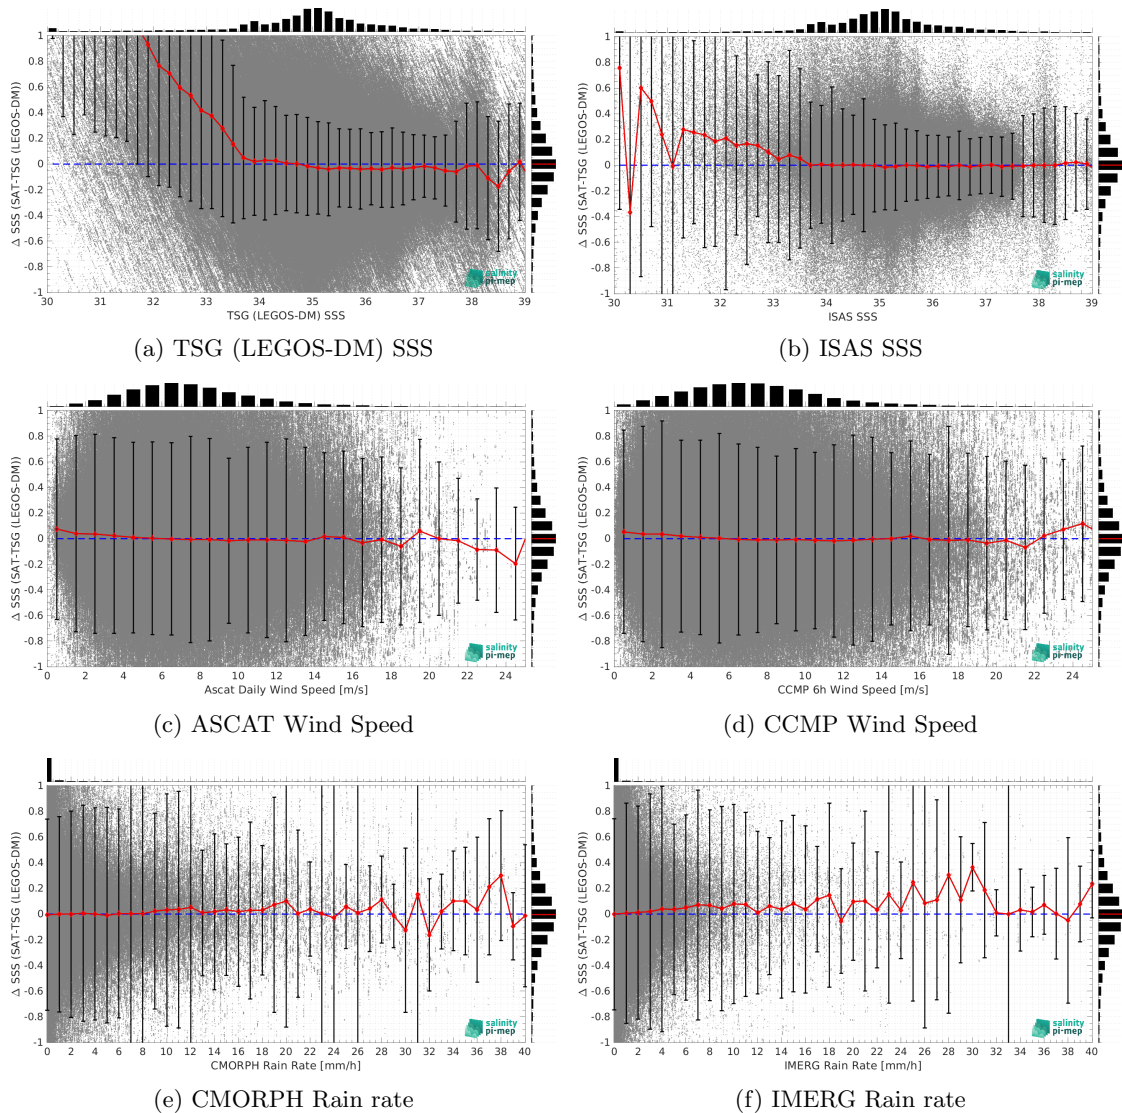 1
0.8
0.6
0.4
0.2
0
-0.2
-0.4
-0.6
-0.8
-1
Δ SSS (SAT-TSG (LEGOS-DM))
30 31 32 33 34 35 36 37 38 39
TSG (LEGOS-DM) SSS
salinity
pi-mep
(a) TSG (LEGOS-DM) SSS
1
0.8
0.6
0.4
0.2
0
-0.2
-0.4
-0.6
-0.8
-1
Δ SSS (SAT-TSG (LEGOS-DM))
30 31 32 33 34 35 36 37 38 39
ISAS SSS
salinity
pi-mep
(b) ISAS SSS
1
0.8
0.6
0.4
0.2
0
-0.2
-0.4
-0.6
-0.8
-1
Δ SSS (SAT-TSG (LEGOS-DM))
0 2 4 6 8 10 12 14 16 18 20 22 24
Ascat Daily Wind Speed [m/s]
salinity
pi-mep
(c) ASCAT Wind Speed
1
0.8
0.6
0.4
0.2
0
-0.2
-0.4
-0.6
-0.8
-1
Δ SSS (SAT-TSG (LEGOS-DM))
0 2 4 6 8 10 12 14 16 18 20 22 24
CCMP 6h Wind Speed [m/s]
salinity
pi-mep
(d) CCMP Wind Speed
1
0.8
0.6
0.4
0.2
0
-0.2
-0.4
-0.6
-0.8
-1
Δ SSS (SAT-TSG (LEGOS-DM))
0 2 4 6 8 10 12 14 16 18 20 22 24 26 28 30 32 34 36 38 40
CMORPH Rain Rate [mm/h]
salinity
pi-mep
(e) CMORPH Rain rate
1
0.8
0.6
0.4
0.2
0
-0.2
-0.4
-0.6
-0.8
-1
Δ SSS (SAT-TSG (LEGOS-DM))
0 2 4 6 8 10 12 14 16 18 20 22 24 26 28 30 32 34 36 38 40
IMERG Rain Rate [mm/h]
salinity
pi-mep
(f) IMERG Rain rate